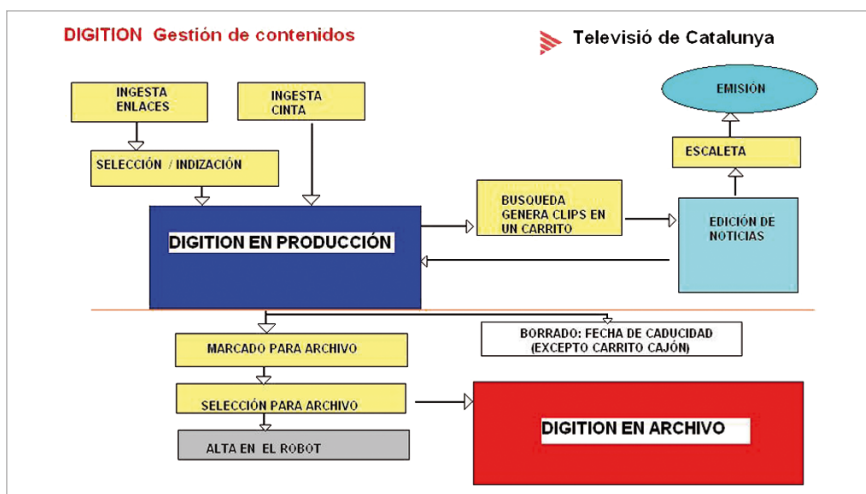 DIGITION Gestión de contenidos
Televisió de Catalunya
INGESTA
ENLACES
INGESTA
CINTA
EMISIÓN
SELECCIÓN / INDIZACIÓN
ESCALETA
BUSQUEDA
GENERA CLIPS EN
UN CARRITO
EDICIÓN DE
NOTICIAS
DIGITION EN PRODUCCIÓN
MARCADO PARA ARCHIVO
BORRADO: FECHA DE CADUCIDAD
(EXCEPTO CARRITO CAJÓN)
SELECCIÓN PARA ARCHIVO
DIGITION EN ARCHIVO
ALTA EN EL ROBOT